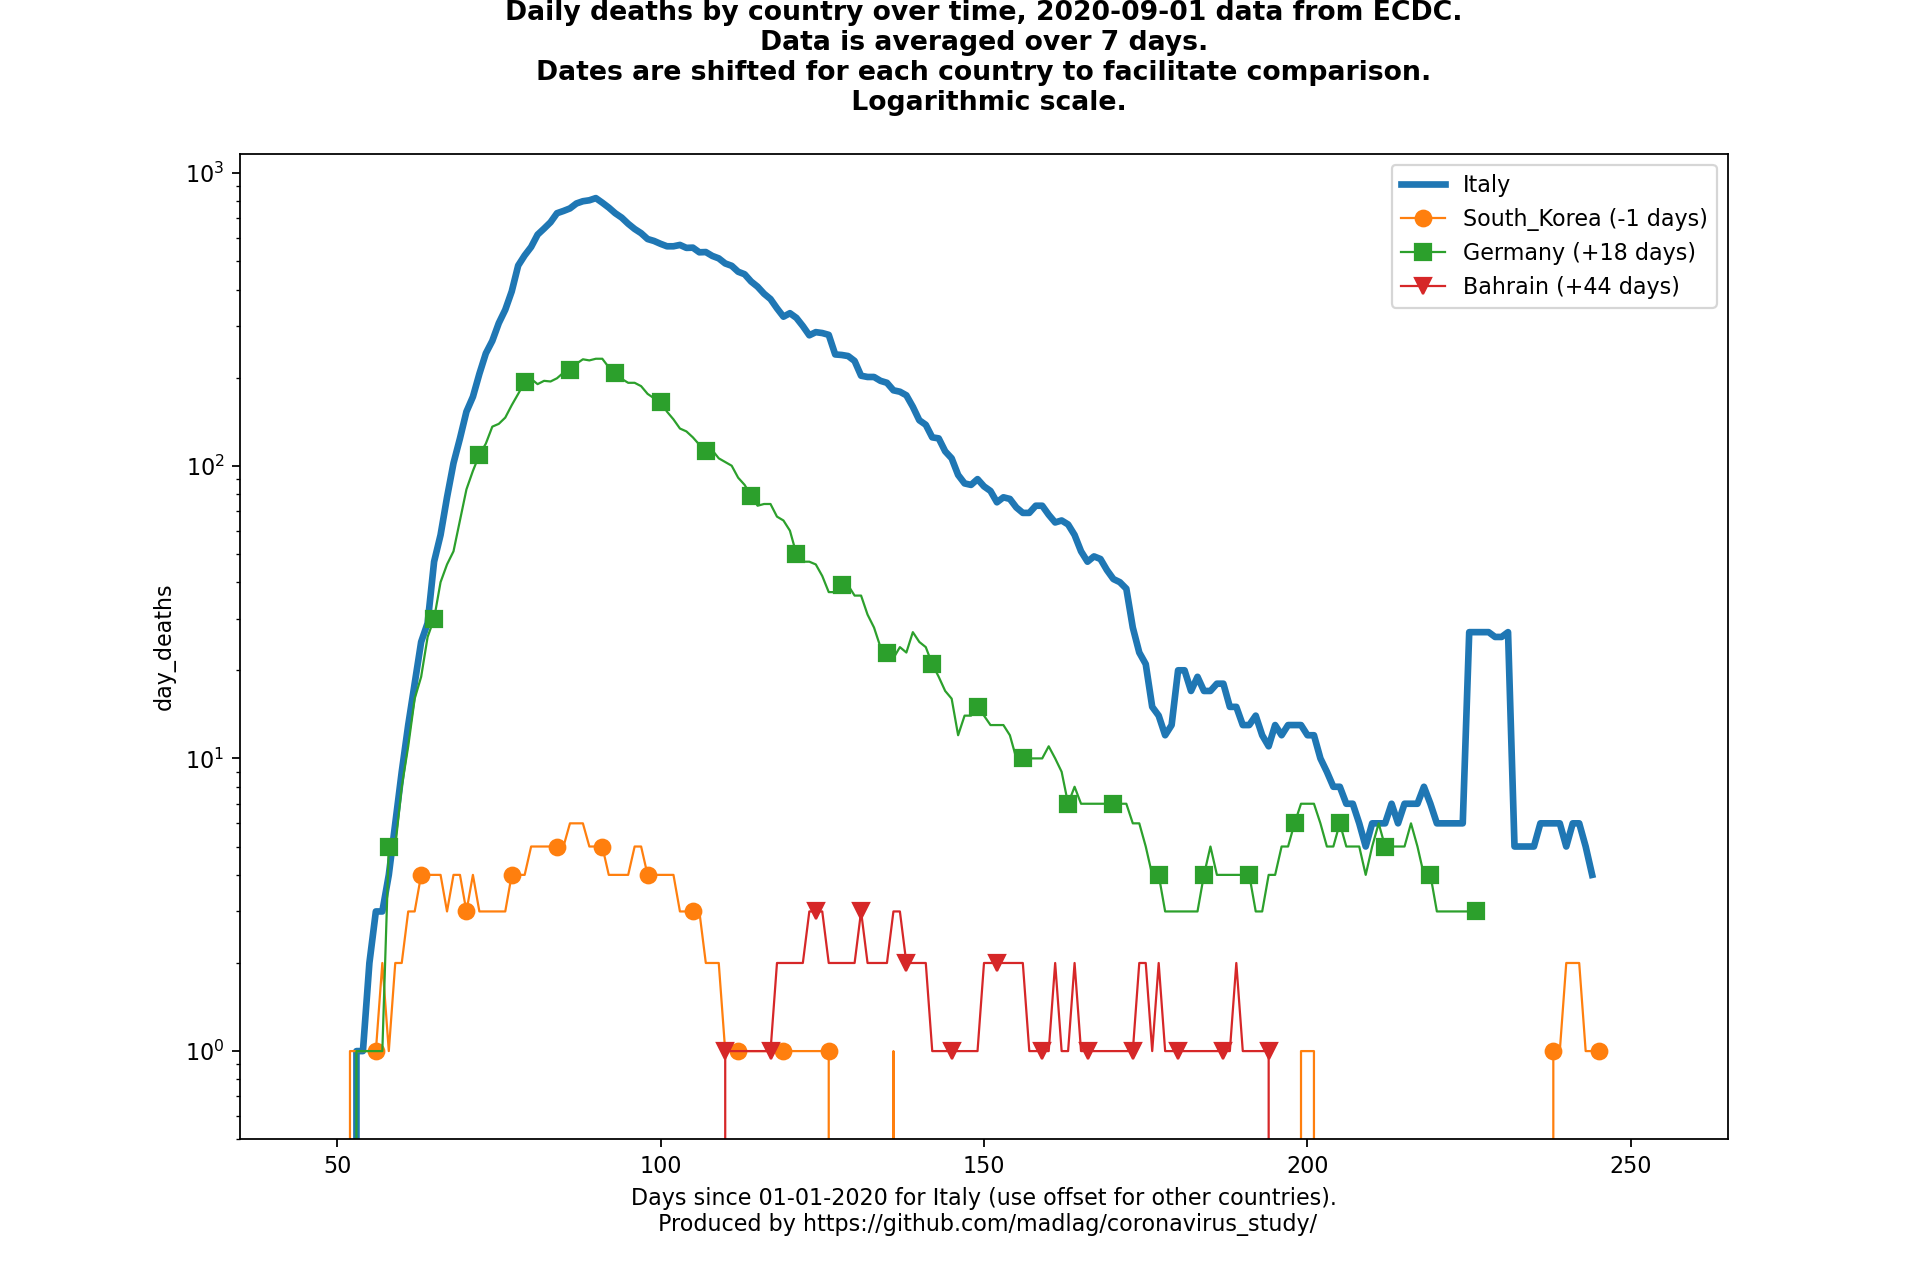 Daily deaths by country over time, 2020-09-01 data from ECDC.
Data is averaged over 7 days.
Dates are shifted for each country to facilitate comparison.
Logarithmic scale.
10³
10²
10¹
10⁰
day_deaths
Italy
South_Korea (-1 days)
Germany (+18 days)
Bahrain (+44 days)
50 100 150 200 250
Days since 01-01-2020 for Italy (use offset for other countries).
Produced by https://github.com/madlag/coronavirus_study/